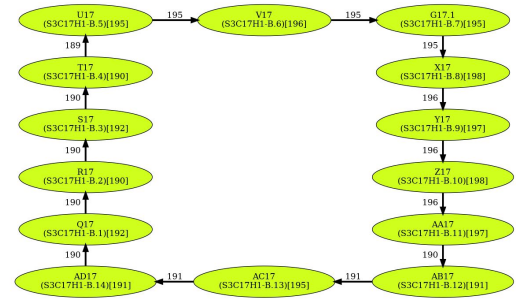 U17
(S3C17H1-B.5)[195]
195
V17
(S3C17H1-B.6)[196]
195
G17.1
(S3C17H1-B.7)[195]
189
195
T17
(S3C17H1-B.4)[190]
X17
(S3C17H1-B.8)[198]
190
196
S17
(S3C17H1-B.3)[192]
Y17
(S3C17H1-B.9)[197]
190
196
R17
(S3C17H1-B.2)[190]
Z17
(S3C17H1-B.10)[198]
190
196
Q17
(S3C17H1-B.1)[192]
AA17
(S3C17H1-B.11)[197]
190
190
AD17
(S3C17H1-B.14)[191]
191
AC17
(S3C17H1-B.13)[195]
191
AB17
(S3C17H1-B.12)[191]